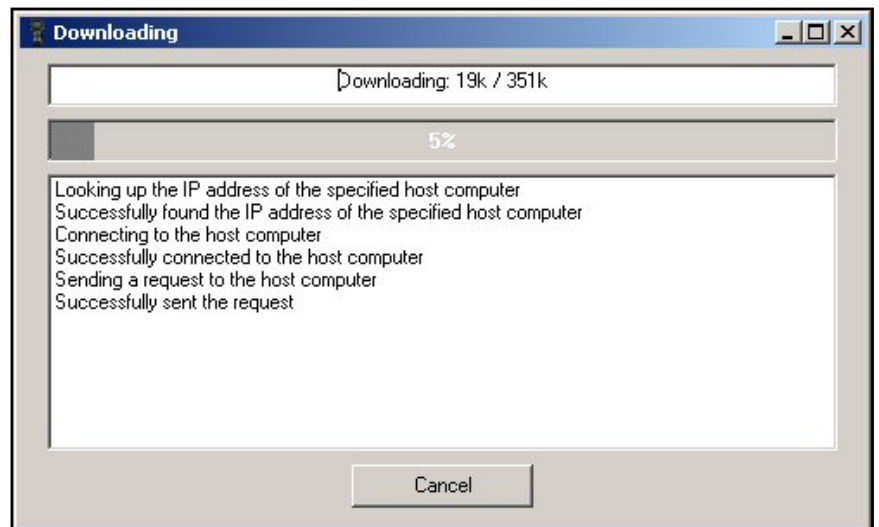 Downloading
Downloading: 19k / 351k
5%
Looking up the IP address of the specified host computer
Successfully found the IP address of the specified host computer
Connecting to the host computer
Successfully connected to the host computer
Sending a request to the host computer
Successfully sent the request
Cancel